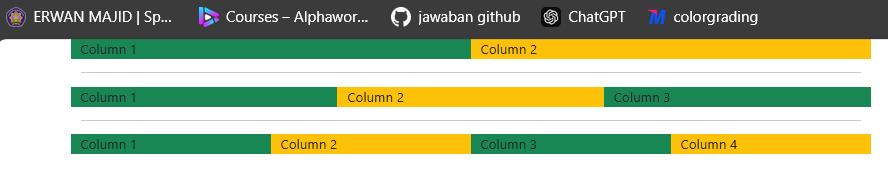 ERWAN MAJID | Sp... Courses – Alphawor... jawaban github ChatGPT colorgrading
Column 1 Column 2
Column 1 Column 2 Column 3
Column 1 Column 2 Column 3 Column 4